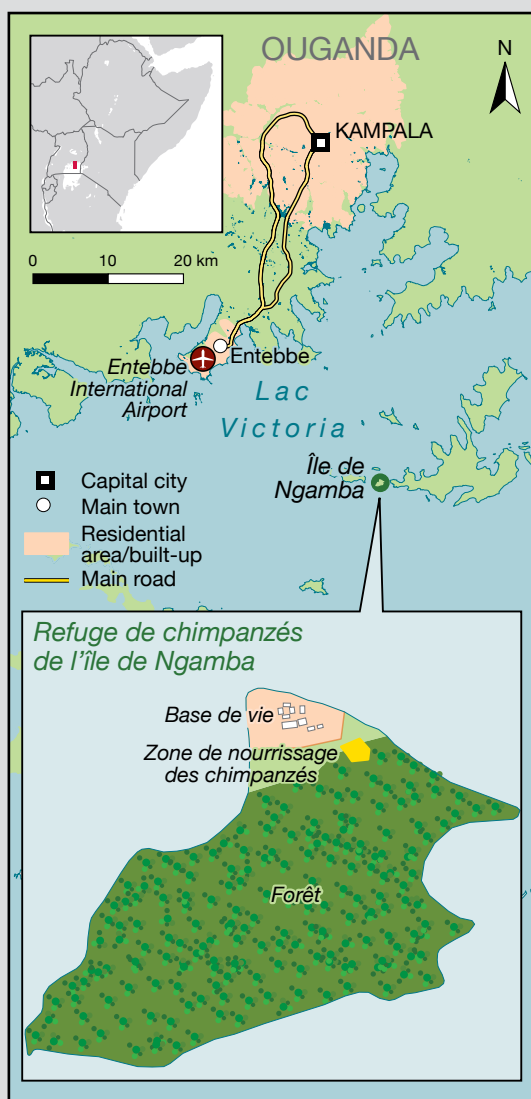 OUGANDA
N
KAMPALA
0 10 20 km
Entebbe
Entebbe
International
Airport
Lac
Victoria
Île de
Ngamba
Capital city
Main town
Residential
area/built-up
Main road
Refuge de chimpanzés
de l'île de Ngamba
Base de vie
Zone de nourrissage
des chimpanzés
Forêt